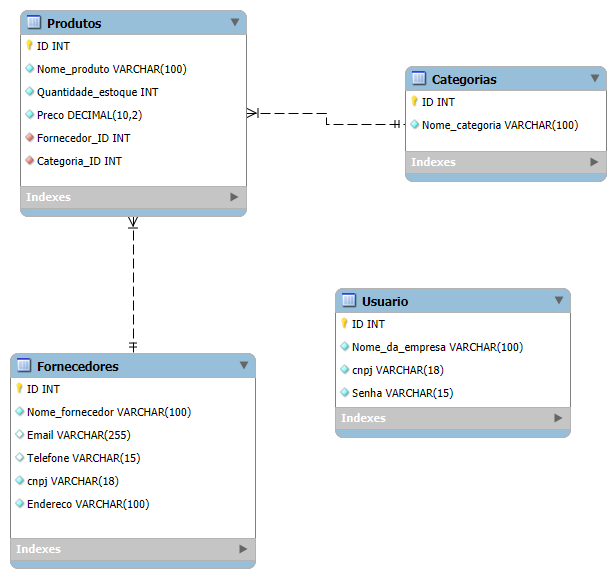 Produtos
ID INT
Nome_produto VARCHAR(100)
Quantidade_estoque INT
Preco DECIMAL(10,2)
Fornecedor_ID INT
Categoria_ID INT
Indexes
Categorias
ID INT
Nome_categoria VARCHAR(100)
Indexes
Usuario
ID INT
Nome_da_empresa VARCHAR(100)
cnpj VARCHAR(18)
Senha VARCHAR(15)
Indexes
Fornecedores
ID INT
Nome_fornecedor VARCHAR(100)
Email VARCHAR(255)
Telefone VARCHAR(15)
cnpj VARCHAR(18)
Endereco VARCHAR(100)
Indexes